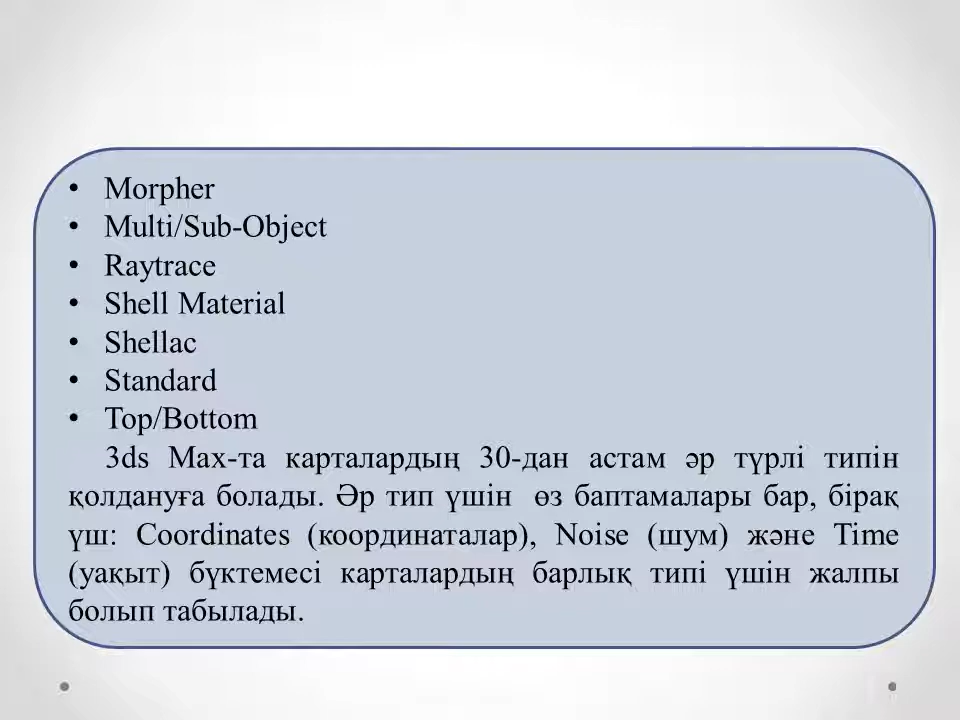 • Morpher
• Multi/Sub-Object
• Raytrace
• Shell Material
• Shellac
• Standard
• Top/Bottom
3ds Max-та карталардың 30-дан астам әр түрлі типін
қолдануға болады. Әр тип үшін өз баптамалары бар, бірақ
үш: Coordinates (координаталар), Noise (шум) және Time
(уақыт) бүктемесі карталардың барлық типі үшін жалпы
болып табылады.